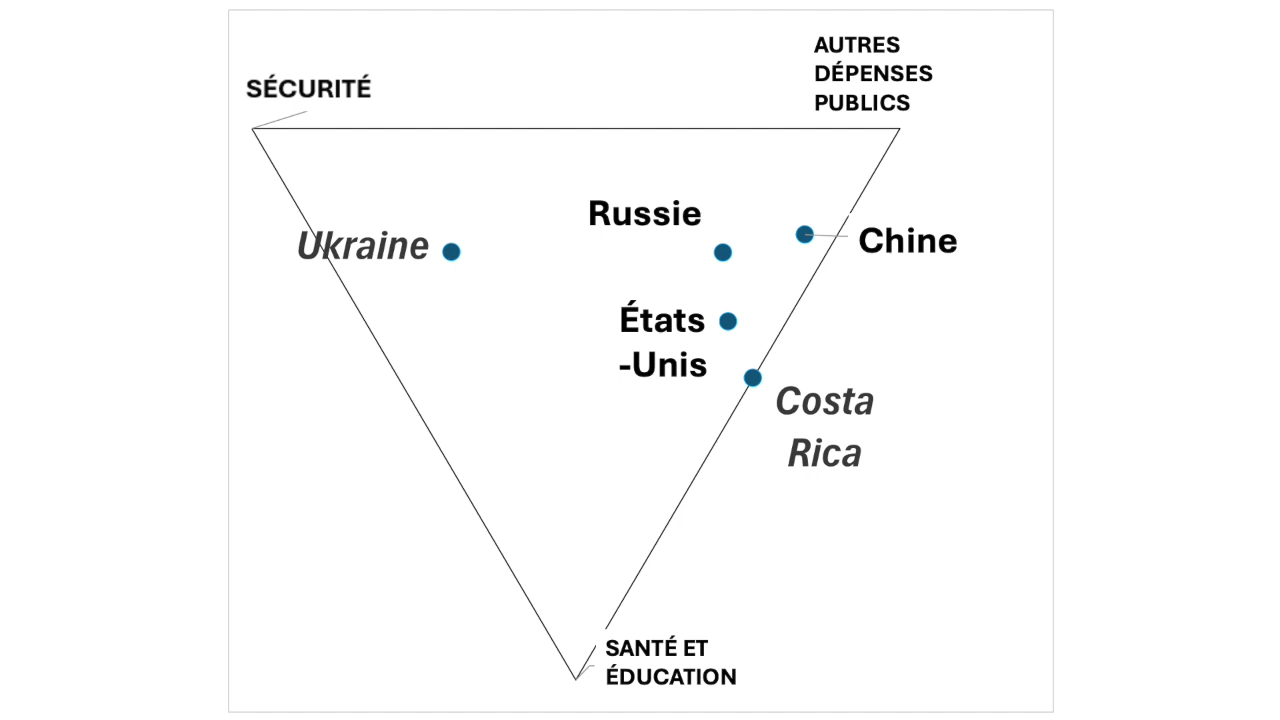 AUTRES
DÉPENSES
PUBLICS
SÉCURITÉ
Russie
Ukraine
Chine
États
-Unis
Costa
Rica
SANTÉ ET
ÉDUCATION